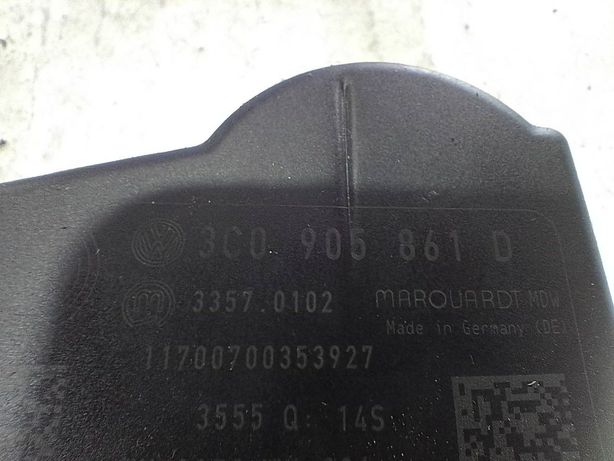 3C0 905 861 D
3357.0102 MARQUARDT MDW
Made in Germany (DE)
11700700353927
3555 Q: 14S